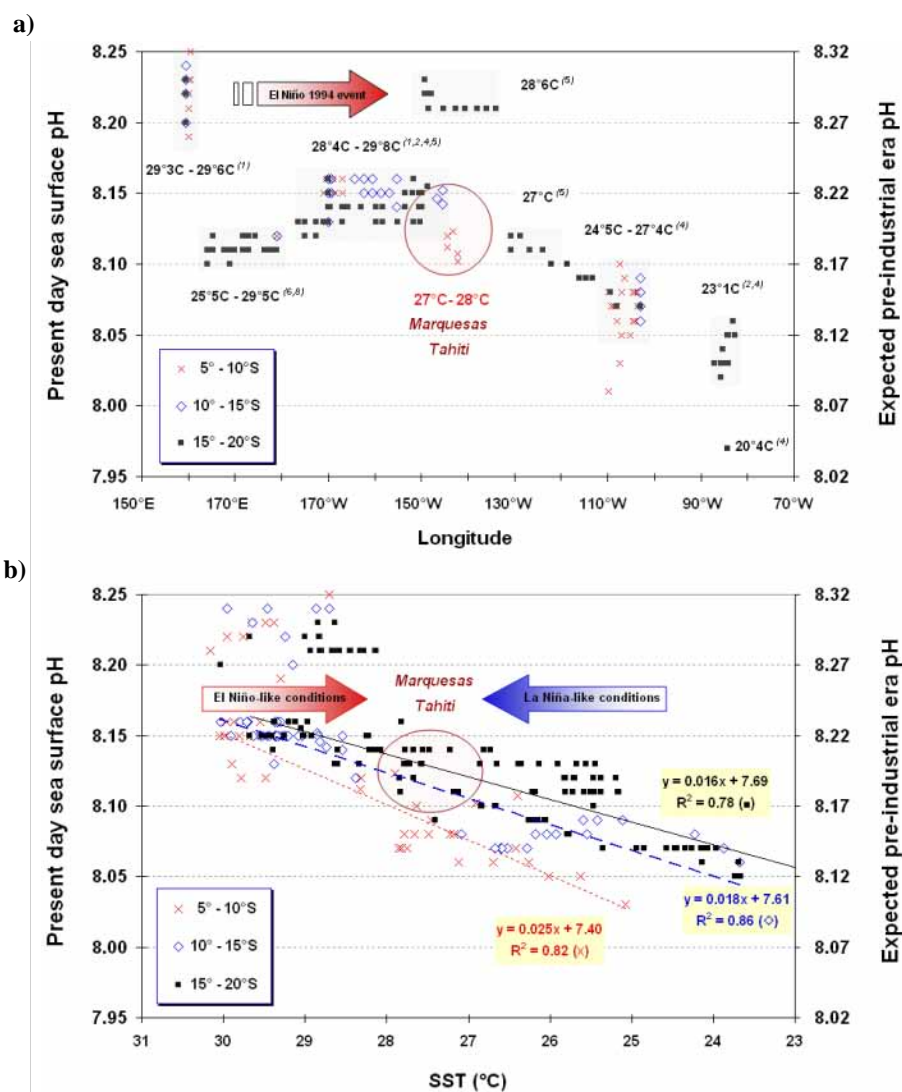 a)
Present day sea surface pH
Expected pre-industrial era pH
8.25
8.20
8.15
8.10
8.05
8.00
7.95
8.32
8.27
8.22
8.17
8.12
8.07
8.02
El Niño 1994 event
28°6C (5)
28°4C - 29°8C (1,2,4,5)
29°3C - 29°6C (1)
27°C (5)
24°5C - 27°4C (4)
25°5C - 29°5C (6,8)
27°C - 28°C
Marquesas
Tahiti
23°1C (2,4)
20°4C (4)
5° - 10°S
10° - 15°S
15° - 20°S
150°E 170°E 170°W 150°W 130°W 110°W 90°W 70°W
Longitude
b)
Present day sea surface pH
Expected pre-industrial era pH
8.25
8.20
8.15
8.10
8.05
8.00
7.95
8.32
8.27
8.22
8.17
8.12
8.07
8.02
Marquesas
Tahiti
El Niño-like conditions
La Niña-like conditions
y = 0.016x + 7.69
R² = 0.78 (■)
y = 0.018x + 7.61
R² = 0.86 (◇)
y = 0.025x + 7.40
R² = 0.82 (×)
5° - 10°S
10° - 15°S
15° - 20°S
31 30 29 28 27 26 25 24 23
SST (°C)